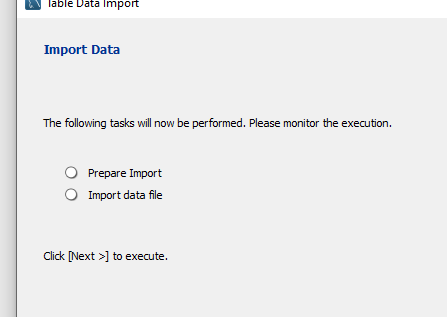 Table Data Import
Import Data
The following tasks will now be performed. Please monitor the execution.
Prepare Import
Import data file
Click [Next >] to execute.